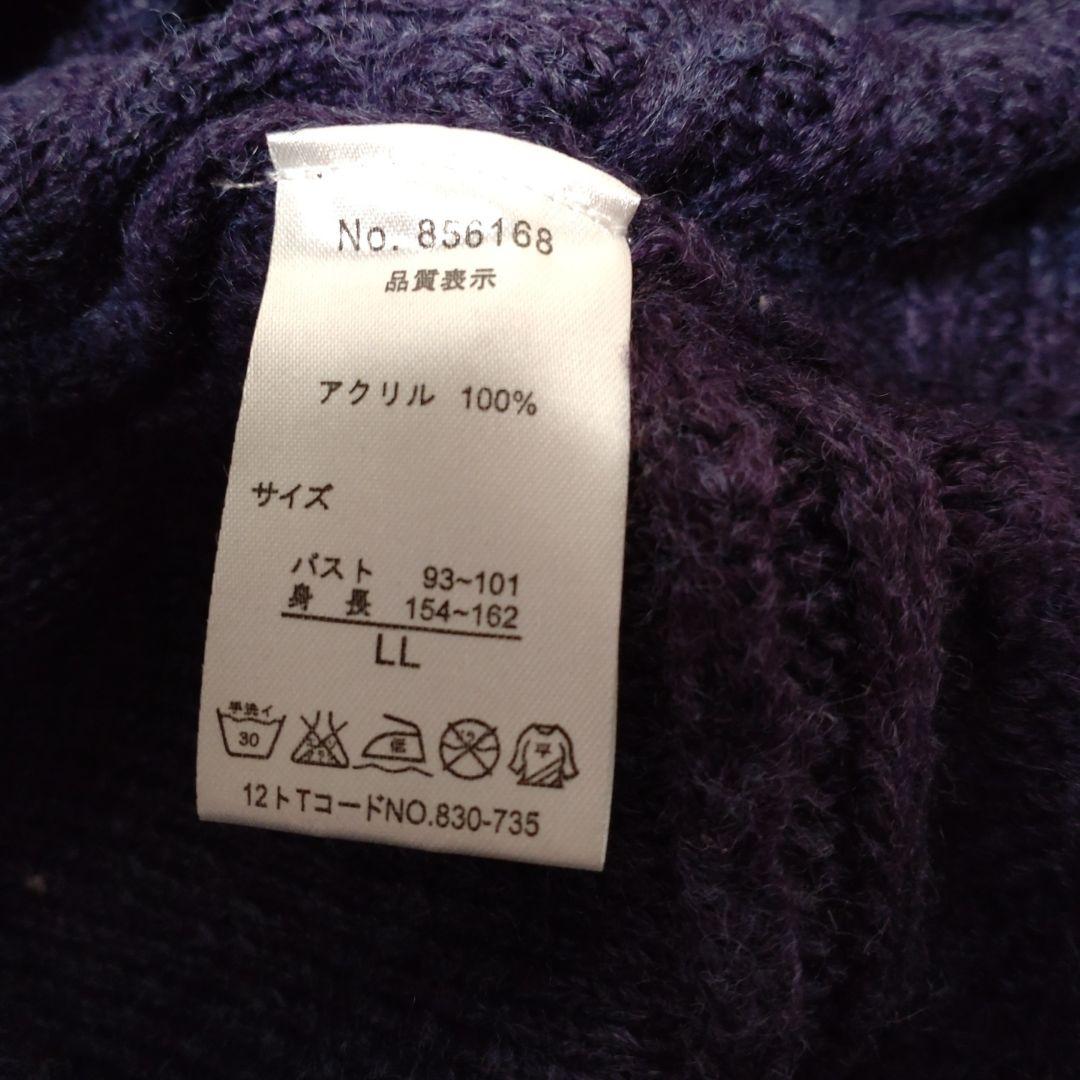 No. 856168
品質表示
アクリル 100%
サイズ
バスト 93~101
身 長 154~162
LL
手洗イ
30
低
平
12トTコードNO.830-735